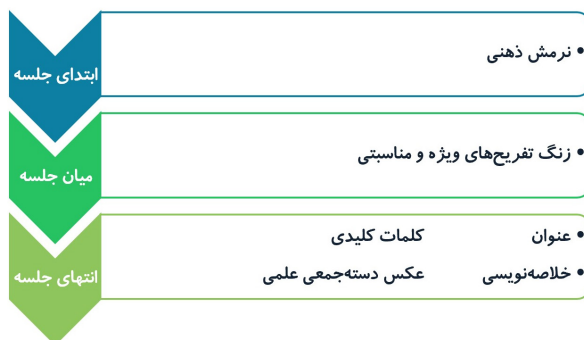 ابتدای جلسه
• نرمش ذهنی
میان جلسه
• زنگ تفریح‌های ویژه و مناسبتی
انتهای جلسه
• عنوان کلمات کلیدی
• خلاصه‌نویسی عکس دسته‌جمعی علمی